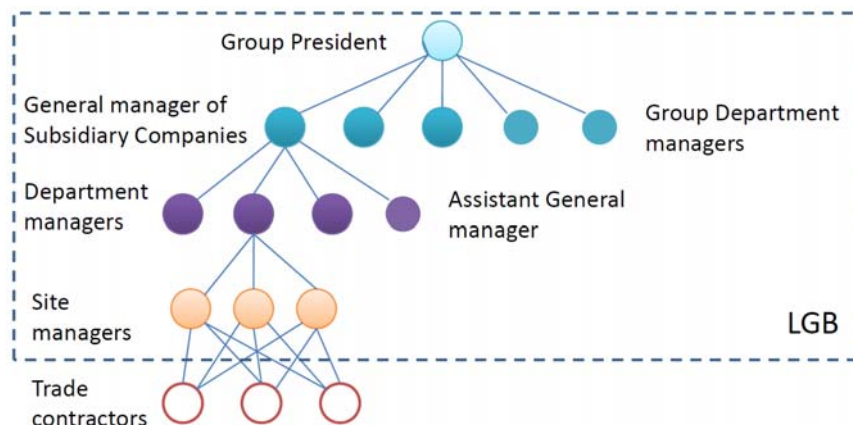 Group President
General manager of
Subsidiary Companies
Group Department
managers
Department
managers
Assistant General
manager
Site
managers
LGB
Trade
contractors